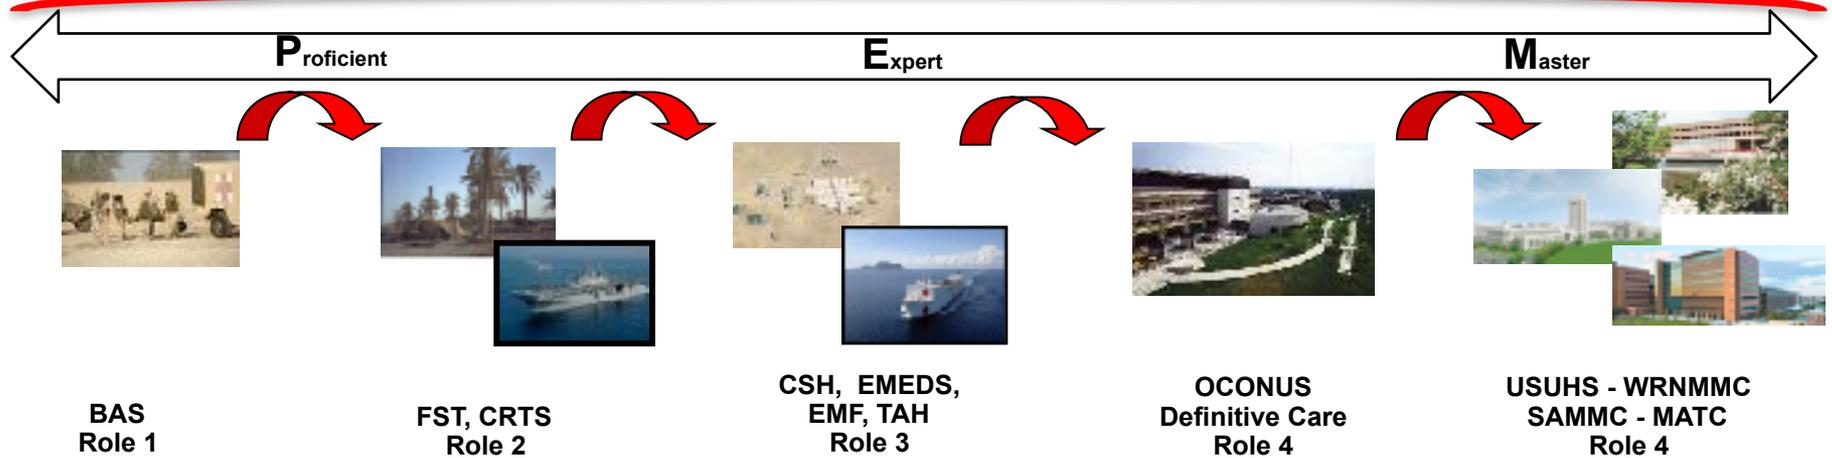 Proficient
Expert
Master
BAS
Role 1
FST, CRTS
Role 2
CSH, EMEDS,
EMF, TAH
Role 3
OCONUS
Definitive Care
Role 4
USUHS - WRNMMC
SAMMC - MATC
Role 4